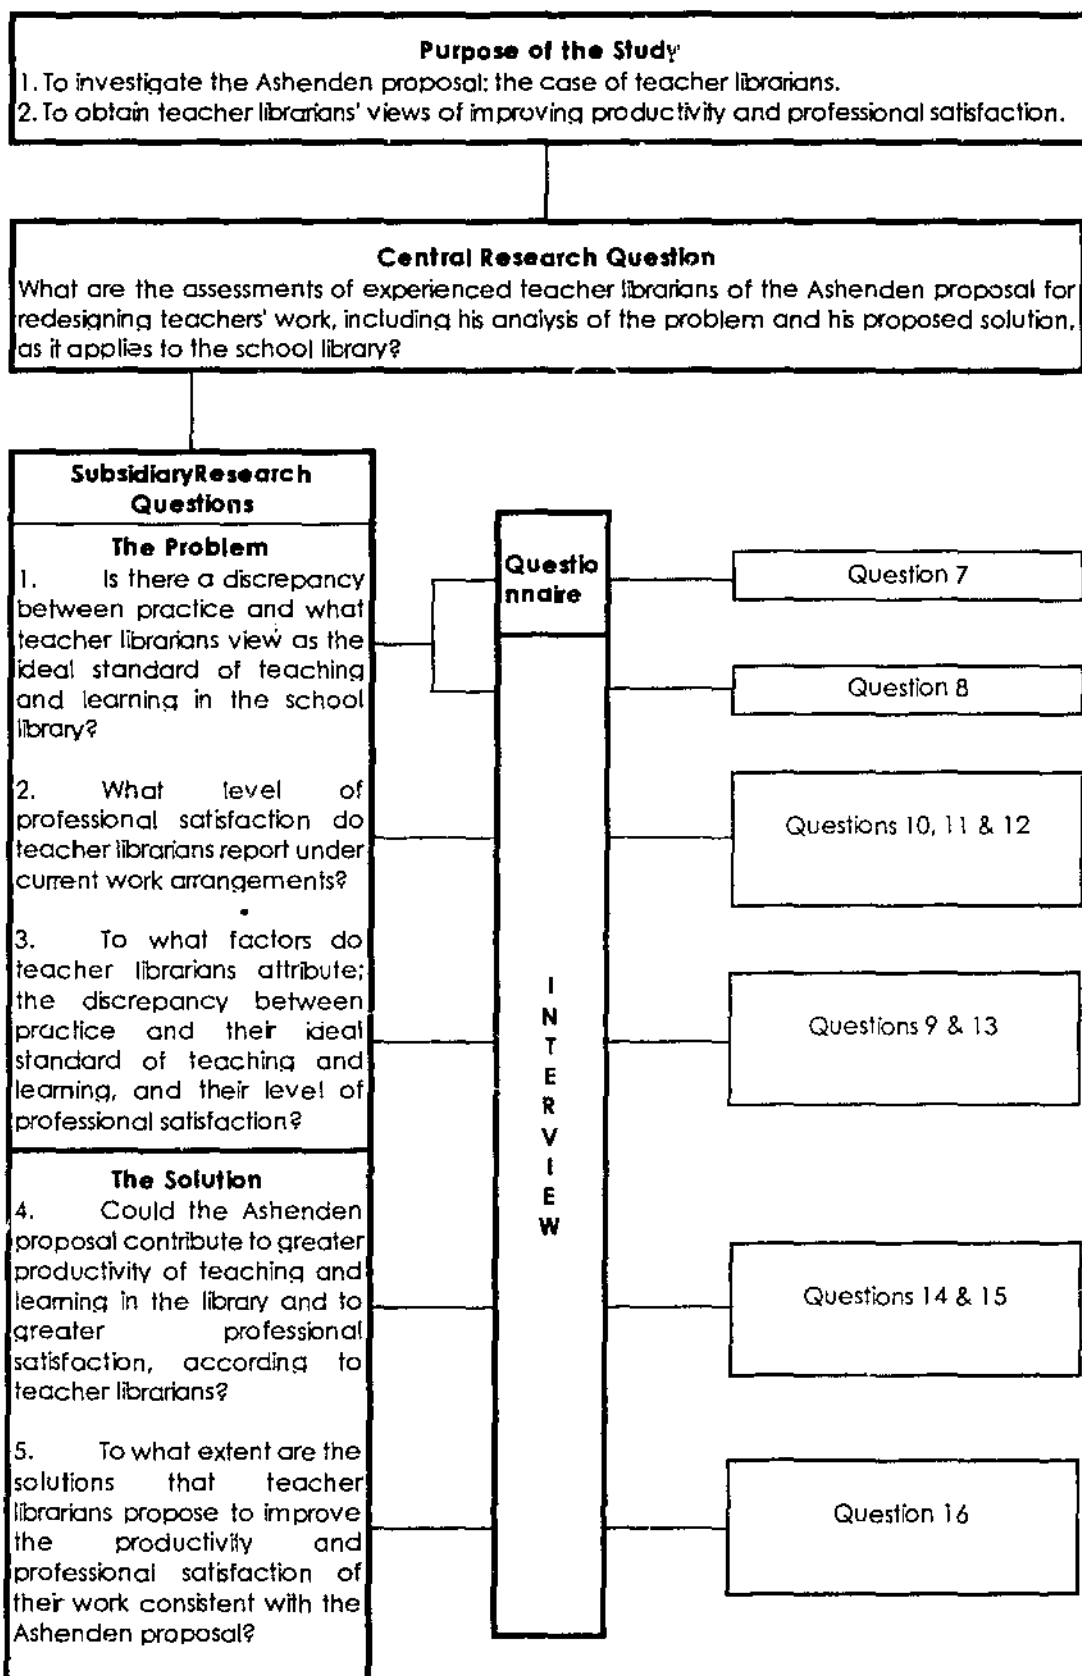 Purpose of the Study
1. To investigate the Ashenden proposal: the case of teacher librarians.
2. To obtain teacher librarians' views of improving productivity and professional satisfaction.
Central Research Question
What are the assessments of experienced teacher librarians of the Ashenden proposal for
redesigning teachers' work, including his analysis of the problem and his proposed solution,
as it applies to the school library?
SubsidiaryResearch
Questions
The Problem
1. Is there a discrepancy
between practice and what
teacher librarians view as the
ideal standard of teaching
and learning in the school
library?
2. What level of
professional satisfaction do
teacher librarians report under
current work arrangements?
3. To what factors do
teacher librarians attribute;
the discrepancy between
practice and their ideal
standard of teaching and
learning, and their level of
professional satisfaction?
The Solution
4. Could the Ashenden
proposal contribute to greater
productivity of teaching and
learning in the library and to
greater professional
satisfaction, according to
teacher librarians?
5. To what extent are the
solutions that teacher
librarians propose to improve
the productivity and
professional satisfaction of
their work consistent with the
Ashenden proposal?
Questio
nnaire
I
N
T
E
R
V
I
E
W
Question 7
Question 8
Questions 10, 11 & 12
Questions 9 & 13
Questions 14 & 15
Question 16